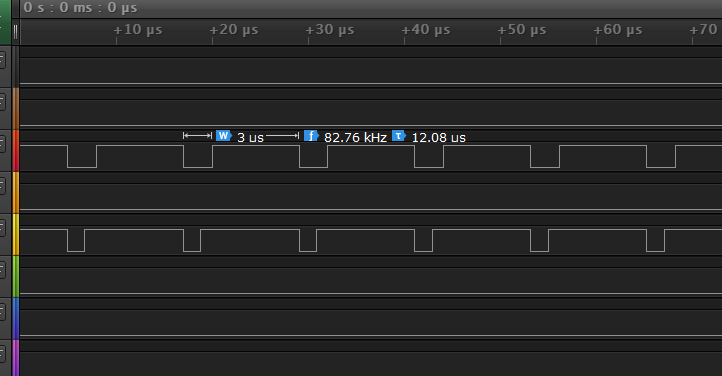 0 s : 0 ms : 0 µs
+10 µs +20 µs +30 µs +40 µs +50 µs +60 µs +70
W 3 us f 82.76 kHz τ 12.08 us